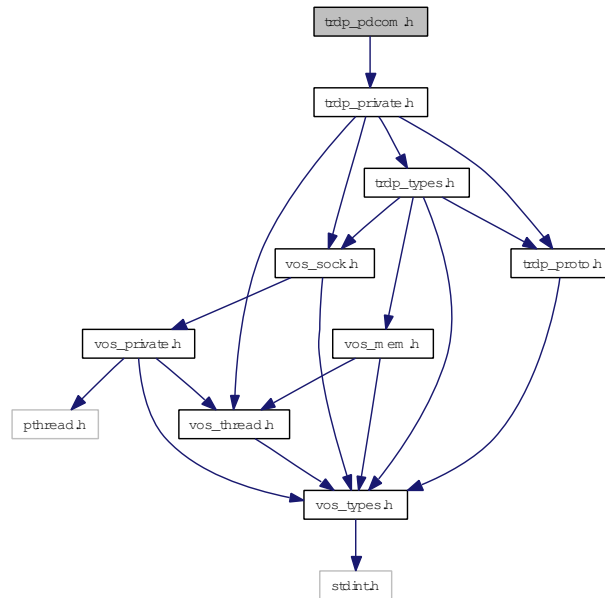 trdp_pdcom.h
trdp_private.h
trdp_types.h
vos_sock.h
trdp_proto.h
vos_private.h
vos_mem.h
pthread.h
vos_thread.h
vos_types.h
stdint.h